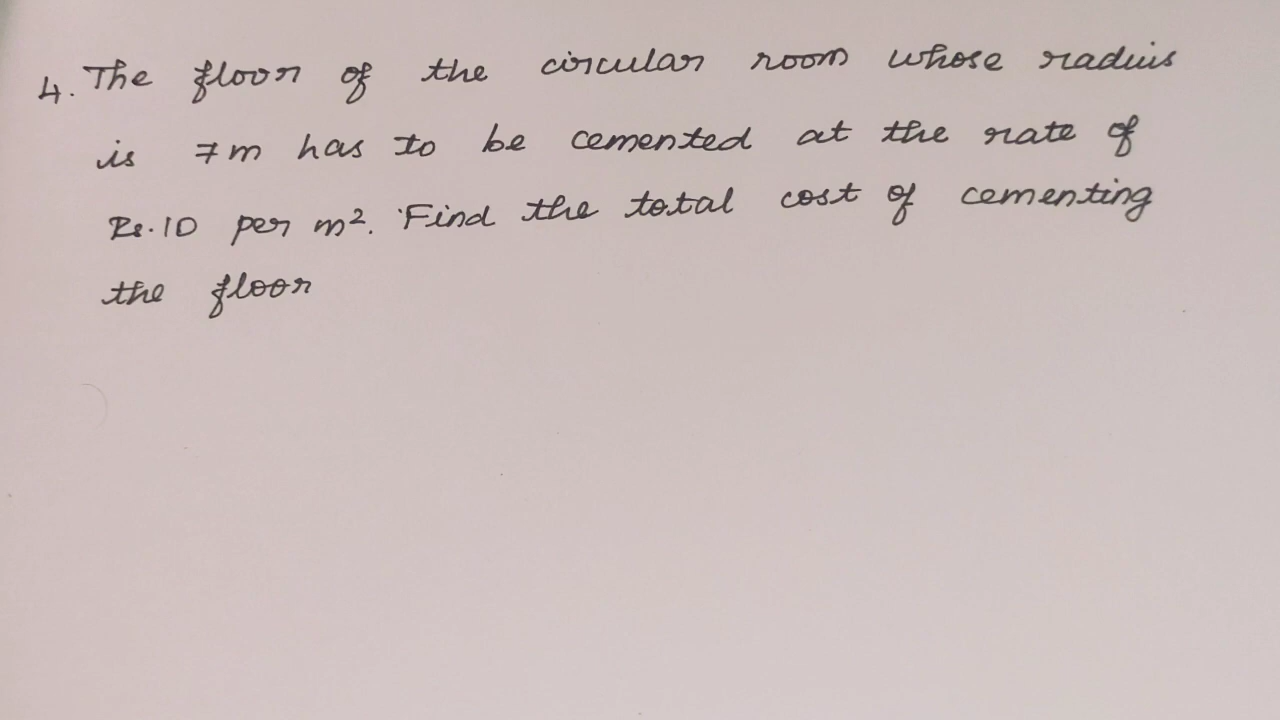 4. The floor of the circular room whose radius
is 7m has to be cemented at the rate of
Rs.10 per m². Find the total cost of cementing
the floor